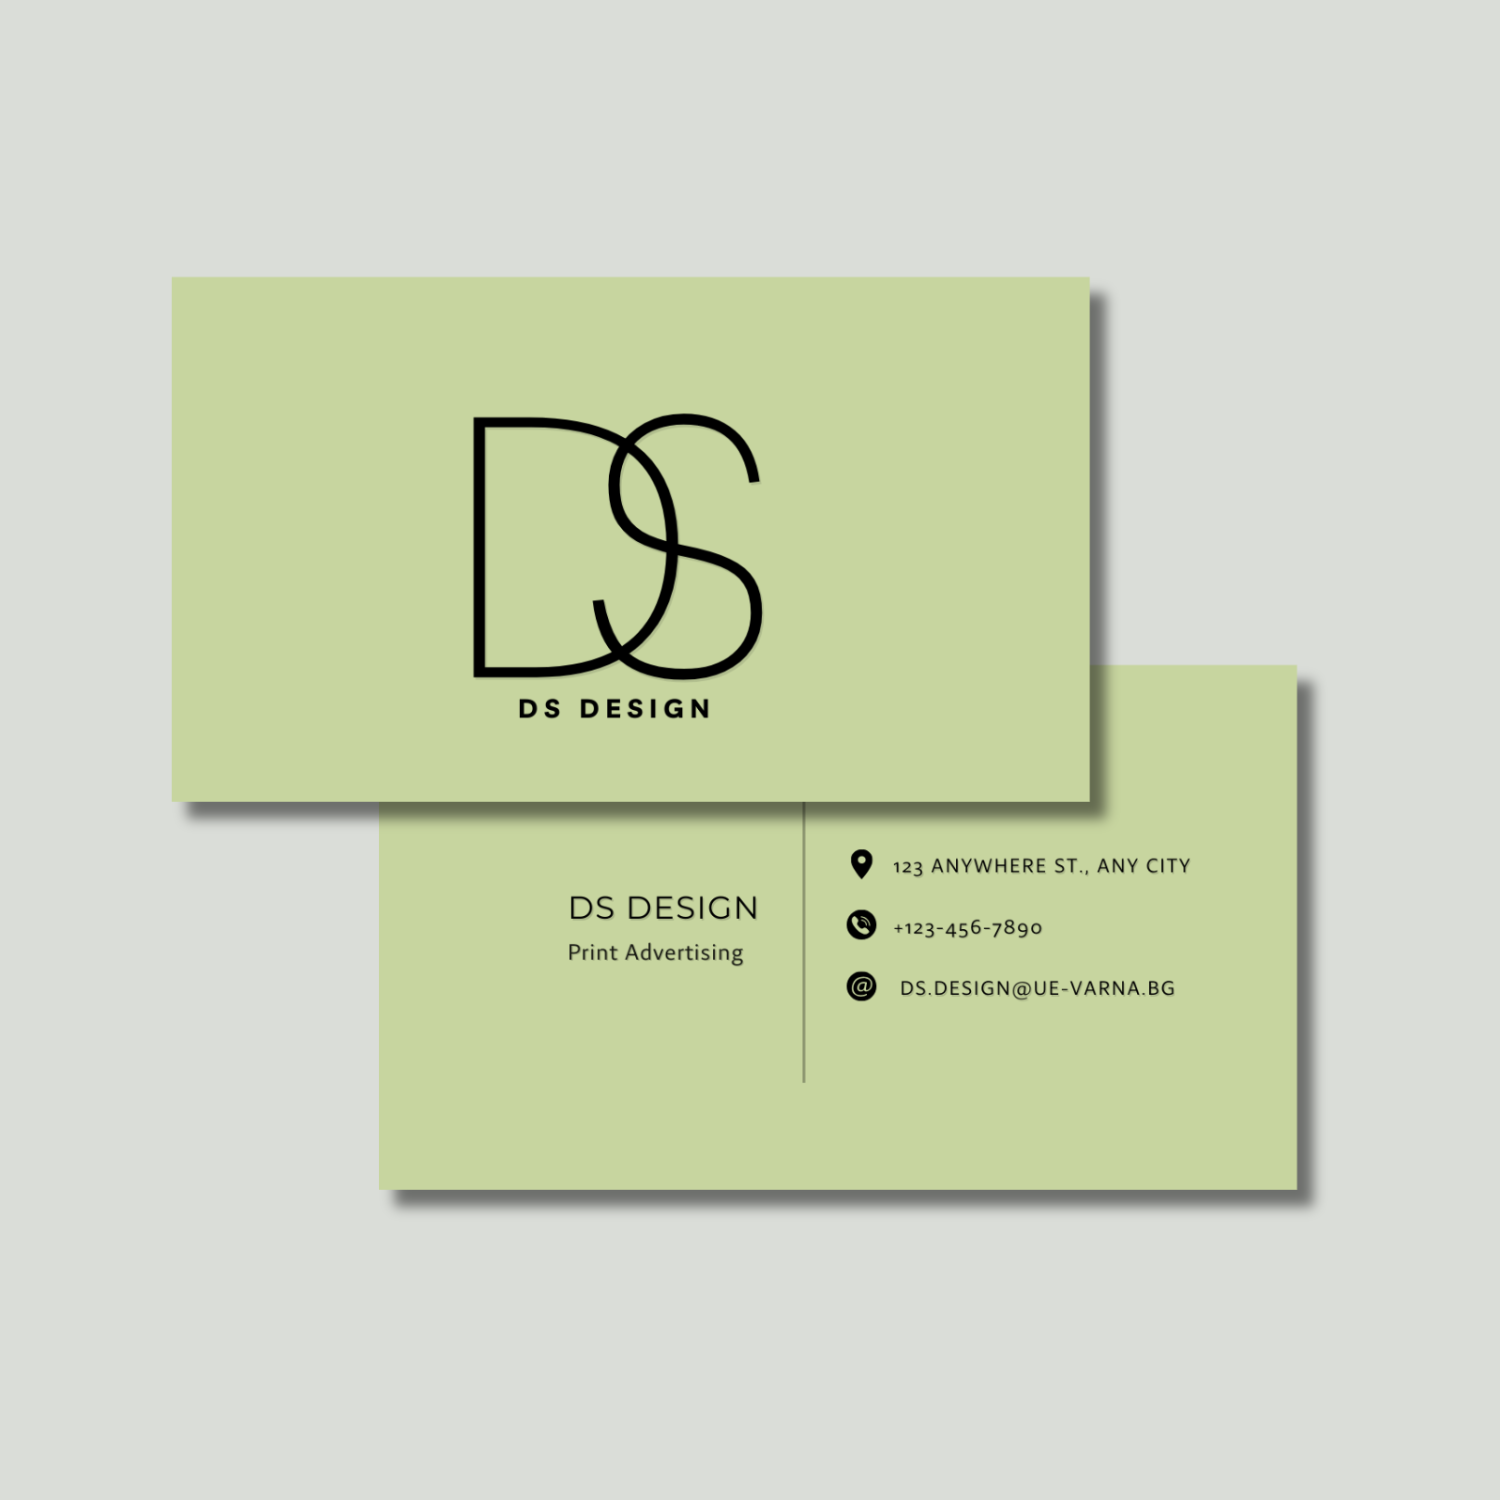 DS
DS DESIGN
DS DESIGN
Print Advertising
123 ANYWHERE ST., ANY CITY
+123-456-7890
@ DS.DESIGN@UE-VARNA.BG